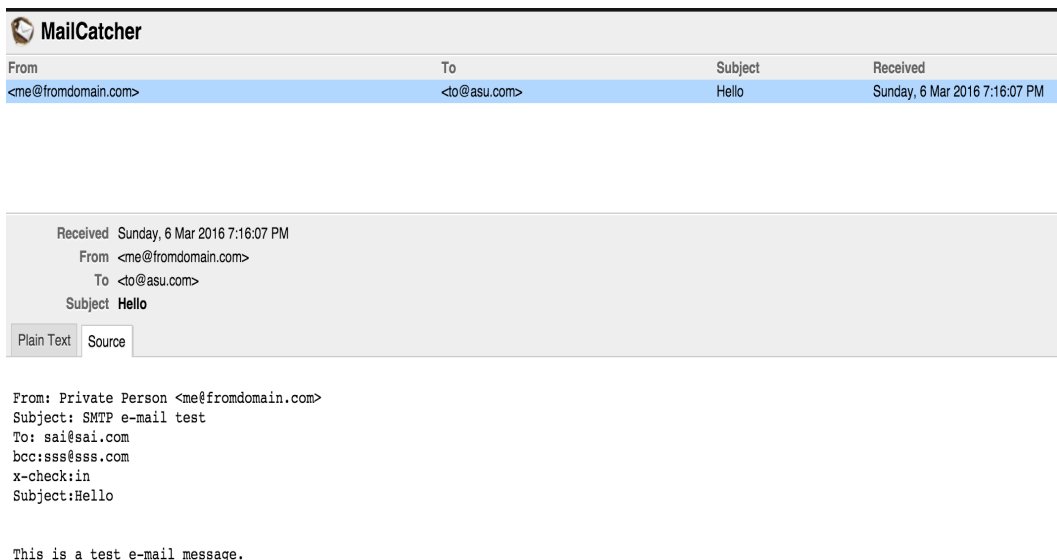 MailCatcher
From To Subject Received
<me@fromdomain.com> <to@asu.com> Hello Sunday, 6 Mar 2016 7:16:07 PM
Received Sunday, 6 Mar 2016 7:16:07 PM
From <me@fromdomain.com>
To <to@asu.com>
Subject Hello
Plain Text Source
From: Private Person <me@fromdomain.com>
Subject: SMTP e-mail test
To: sai@sai.com
bcc:sss@sss.com
x-check:in
Subject:Hello
This is a test e-mail message.